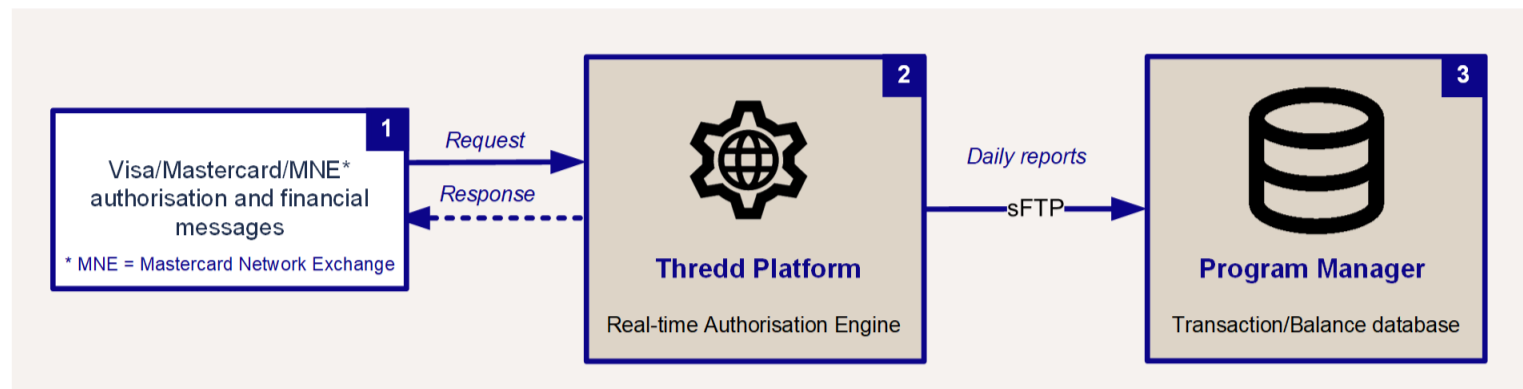 1
Visa/Mastercard/MNE*
authorisation and financial
messages
* MNE = Mastercard Network Exchange
Request
Response
2
Thredd Platform
Real-time Authorisation Engine
Daily reports
sFTP
3
Program Manager
Transaction/Balance database